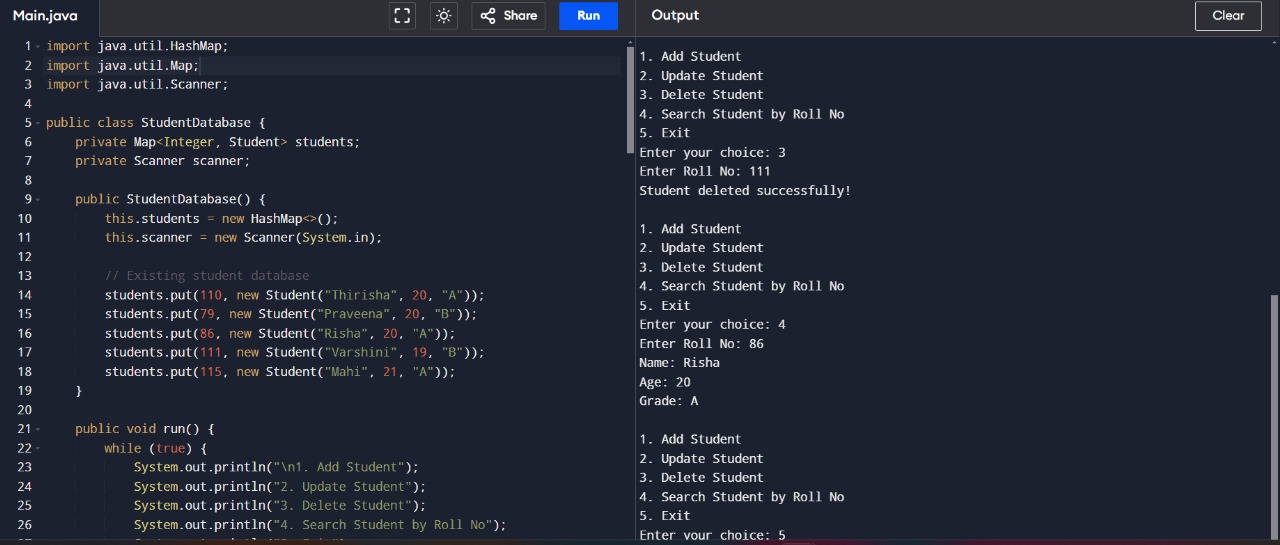 Main.java
Share
Run
Output
Clear
1 import java.util.HashMap;
2 import java.util.Map;
3 import java.util.Scanner;
4
5 public class StudentDatabase {
6 private Map<Integer, Student> students;
7 private Scanner scanner;
8
9 public StudentDatabase() {
10 this.students = new HashMap<>();
11 this.scanner = new Scanner(System.in);
12
13 // Existing student database
14 students.put(110, new Student("Thirisha", 20, "A"));
15 students.put(79, new Student("Praveena", 20, "B"));
16 students.put(86, new Student("Risha", 20, "A"));
17 students.put(111, new Student("Varshini", 19, "B"));
18 students.put(115, new Student("Mahi", 21, "A"));
19 }
20
21 public void run() {
22 while (true) {
23 System.out.println("\n1. Add Student");
24 System.out.println("2. Update Student");
25 System.out.println("3. Delete Student");
26 System.out.println("4. Search Student by Roll No");
1. Add Student
2. Update Student
3. Delete Student
4. Search Student by Roll No
5. Exit
Enter your choice: 3
Enter Roll No: 111
Student deleted successfully!
1. Add Student
2. Update Student
3. Delete Student
4. Search Student by Roll No
5. Exit
Enter your choice: 4
Enter Roll No: 86
Name: Risha
Age: 20
Grade: A
1. Add Student
2. Update Student
3. Delete Student
4. Search Student by Roll No
5. Exit
Enter your choice: 5